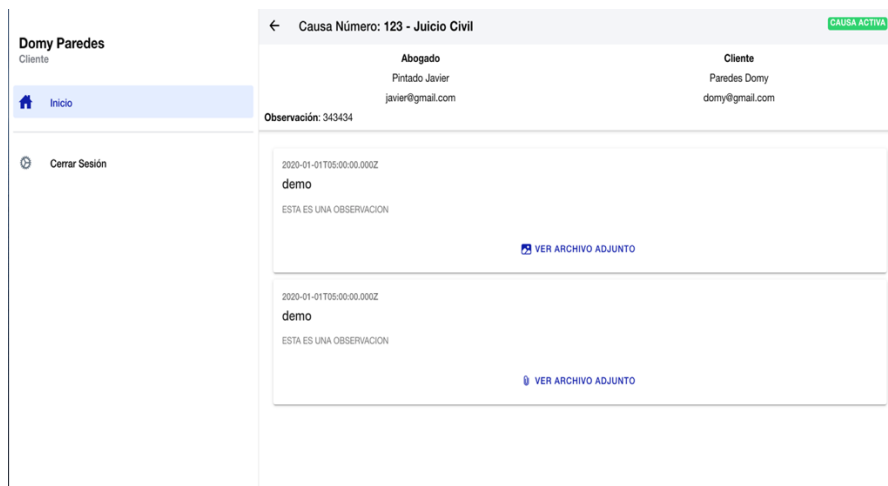 Domy Paredes
Cliente
Inicio
Cerrar Sesión
Causa Número: 123 - Juicio Civil
CAUSA ACTIVA
Abogado
Pintado Javier
javier@gmail.com
Cliente
Paredes Domy
domy@gmail.com
Observación: 343434
2020-01-01T05:00:00.000Z
demo
ESTA ES UNA OBSERVACION
VER ARCHIVO ADJUNTO
2020-01-01T05:00:00.000Z
demo
ESTA ES UNA OBSERVACION
VER ARCHIVO ADJUNTO